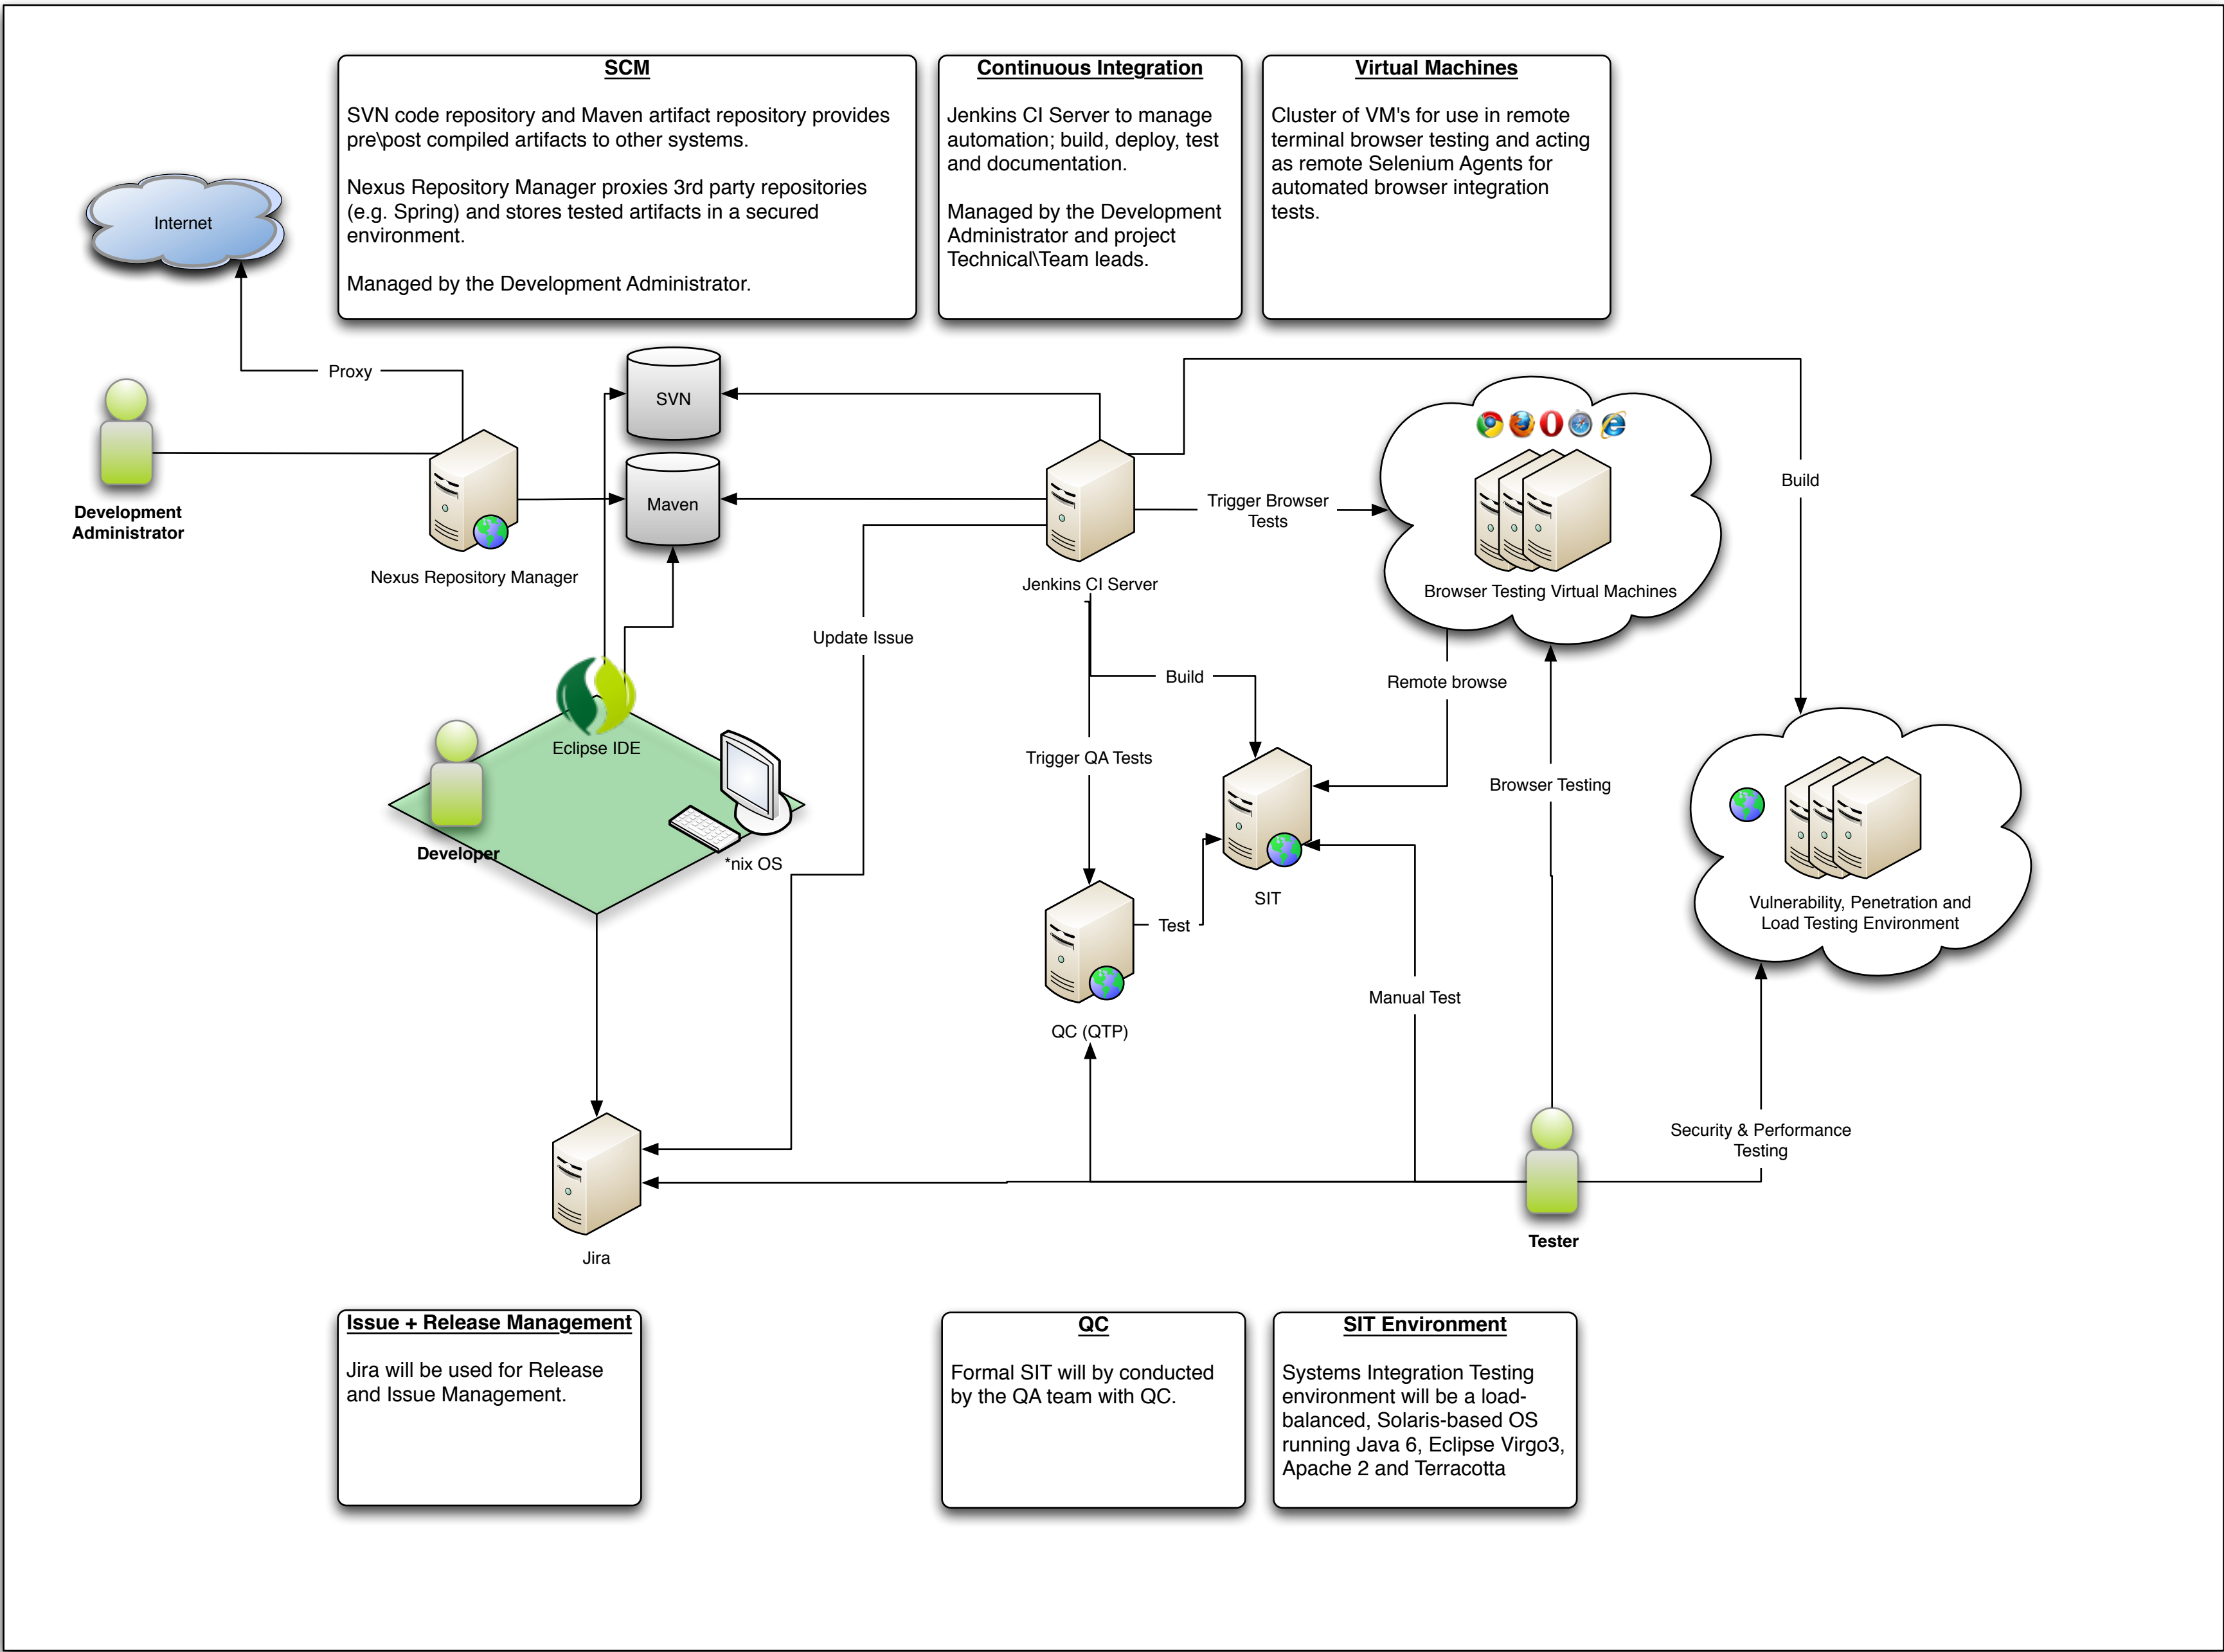 SCM
SVN code repository and Maven artifact repository provides
pre\post compiled artifacts to other systems.
Nexus Repository Manager proxies 3rd party repositories
(e.g. Spring) and stores tested artifacts in a secured
environment.
Managed by the Development Administrator.
Continuous Integration
Jenkins CI Server to manage
automation; build, deploy, test
and documentation.
Managed by the Development
Administrator and project
Technical\Team leads.
Virtual Machines
Cluster of VM's for use in remote
terminal browser testing and acting
as remote Selenium Agents for
automated browser integration
tests.
Internet
Proxy
SVN
Maven
Development
Administrator
Nexus Repository Manager
Jenkins CI Server
Trigger Browser
Tests
Browser Testing Virtual Machines
Build
Update Issue
Build
Remote browse
Eclipse IDE
Developer
*nix OS
Trigger QA Tests
Browser Testing
SIT
Test
Vulnerability, Penetration and
Load Testing Environment
QC (QTP)
Manual Test
Security & Performance
Testing
Tester
Jira
Issue + Release Management
Jira will be used for Release
and Issue Management.
QC
Formal SIT will by conducted
by the QA team with QC.
SIT Environment
Systems Integration Testing
environment will be a load-
balanced, Solaris-based OS
running Java 6, Eclipse Virgo3,
Apache 2 and Terracotta